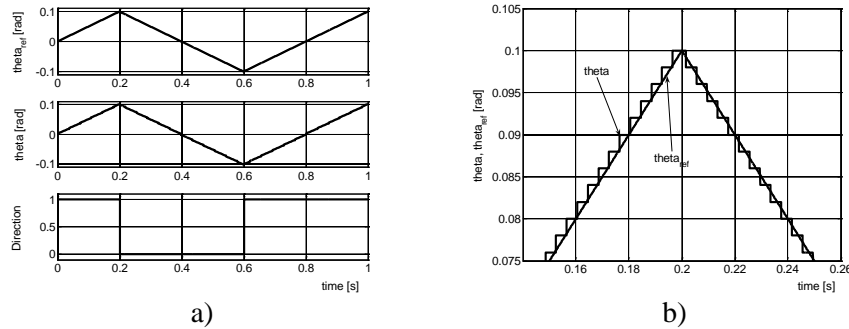 theta_ref [rad]
0.1
0
-0.1
0 0.2 0.4 0.6 0.8 1
theta [rad]
0.1
0
-0.1
0 0.2 0.4 0.6 0.8 1
Direction
1
0.5
0
0 0.2 0.4 0.6 0.8 1
time [s]
a)
theta, theta_ref [rad]
0.105
0.1
0.095
0.09
0.085
0.08
0.075
theta
theta_ref
0.16 0.18 0.2 0.22 0.24 0.26
time [s]
b)